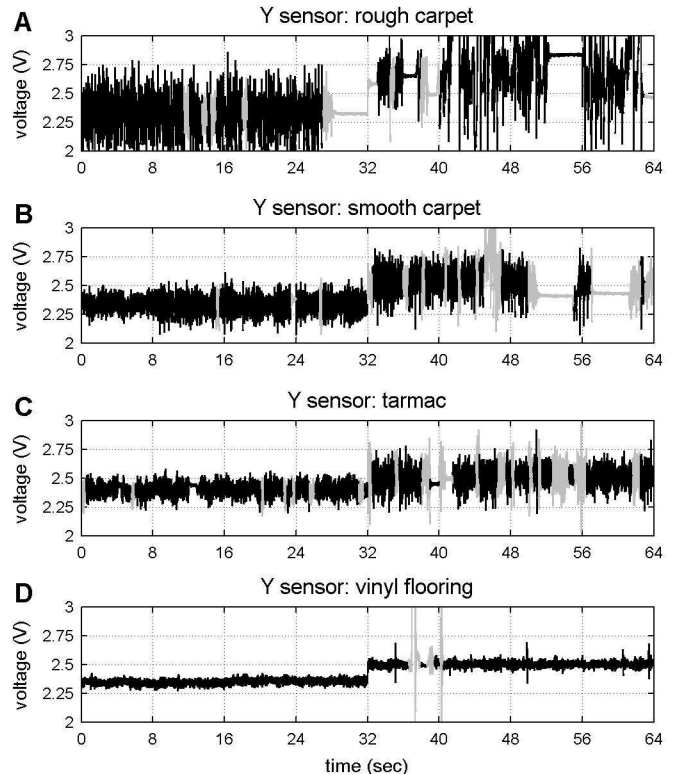 A
Y sensor: rough carpet
voltage (V)
3
2.75
2.5
2.25
2
0 8 16 24 32 40 48 56 64
B
Y sensor: smooth carpet
voltage (V)
3
2.75
2.5
2.25
2
0 8 16 24 32 40 48 56 64
C
Y sensor: tarmac
voltage (V)
3
2.75
2.5
2.25
2
0 8 16 24 32 40 48 56 64
D
Y sensor: vinyl flooring
voltage (V)
3
2.75
2.5
2.25
2
0 8 16 24 32 40 48 56 64
time (sec)